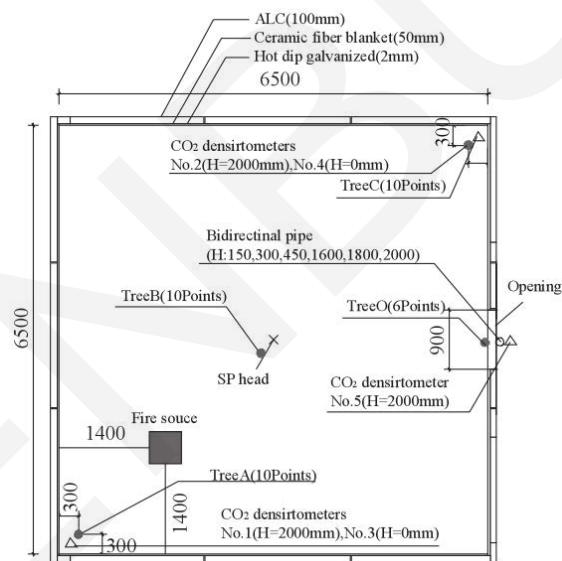 ALC(100mm)
Ceramic fiber blanket(50mm)
Hot dip galvanized(2mm)
6500
CO₂ densirtometers
No.2(H=2000mm),No.4(H=0mm)
300
TreeC(10Points)
Bidirectinal pipe
(H:150,300,450,1600,1800,2000)
Opening
TreeB(10Points)
TreeO(6Points)
6500
900
SP head
CO₂ densirtometer
No.5(H=2000mm)
Fire souce
1400
TreeA(10Points)
300
1400
CO₂ densirtometers
No.1(H=2000mm),No.3(H=0mm)
300